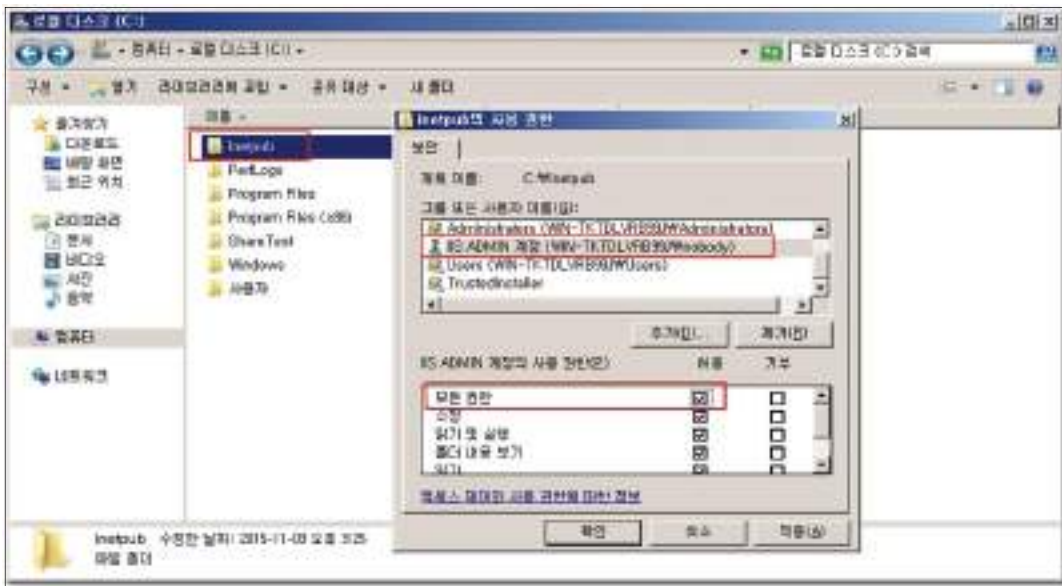 로컬 디스크 (C:)
컴퓨터 - 로컬 디스크 (C:)
로컬 디스크 (C:) 검색
구성 열기 라이브러리에 포함 공유 대상 새 폴더
즐겨찾기
다운로드
바탕 화면
최근 위치
라이브러리
문서
비디오
사진
음악
컴퓨터
네트워크
이름
Inetpub
PerfLogs
Program Files
Program Files (x86)
ShareTest
Windows
사용자
Inetpub의 사용 권한
보안
개체 이름: C:₩Inetpub
그룹 또는 사용자 이름(G):
Administrators
IIS ADMIN 계정
Users
TrustedInstaller
추가(D)... 제거(R)
IIS ADMIN 계정의 사용 권한(P) 허용 거부
모든 권한
수정
읽기 및 실행
폴더 내용 보기
읽기
액세스 제어와 사용 권한에 대한 정보
확인 취소 적용(A)
Inetpub 수정한 날짜: 2015-11-03 오후 3:25
파일 폴더